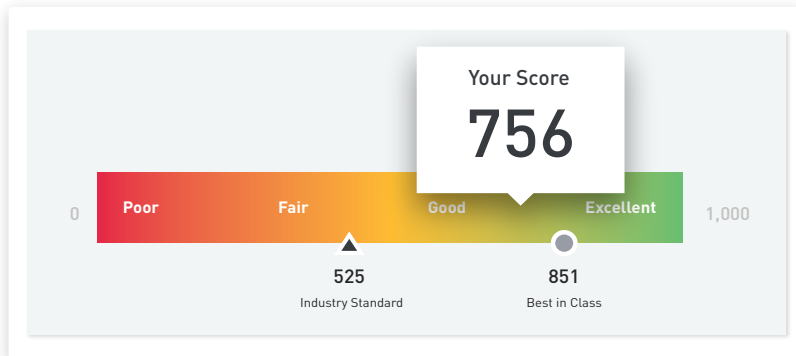 Your Score
756
0 Poor Fair Good Excellent 1,000
525 851
Industry Standard Best in Class